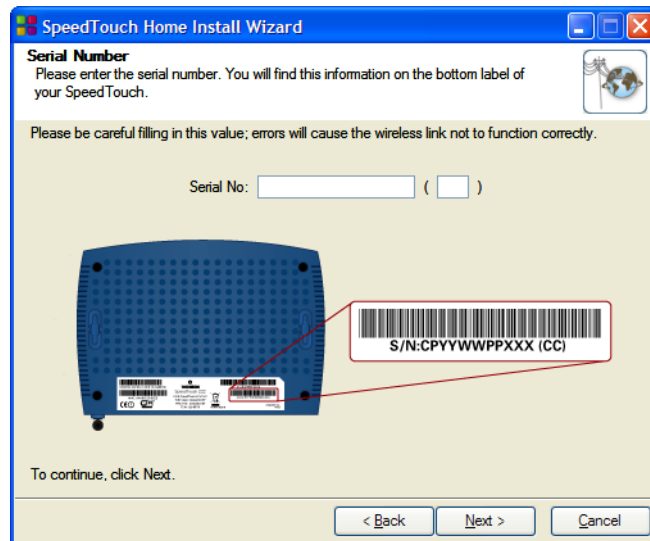 SpeedTouch Home Install Wizard
Serial Number
Please enter the serial number. You will find this information on the bottom label of
your SpeedTouch.
Please be careful filling in this value; errors will cause the wireless link not to function correctly.
Serial No: ( )
S/N:CPYYWWPPXXX (CC)
To continue, click Next.
< Back Next > Cancel